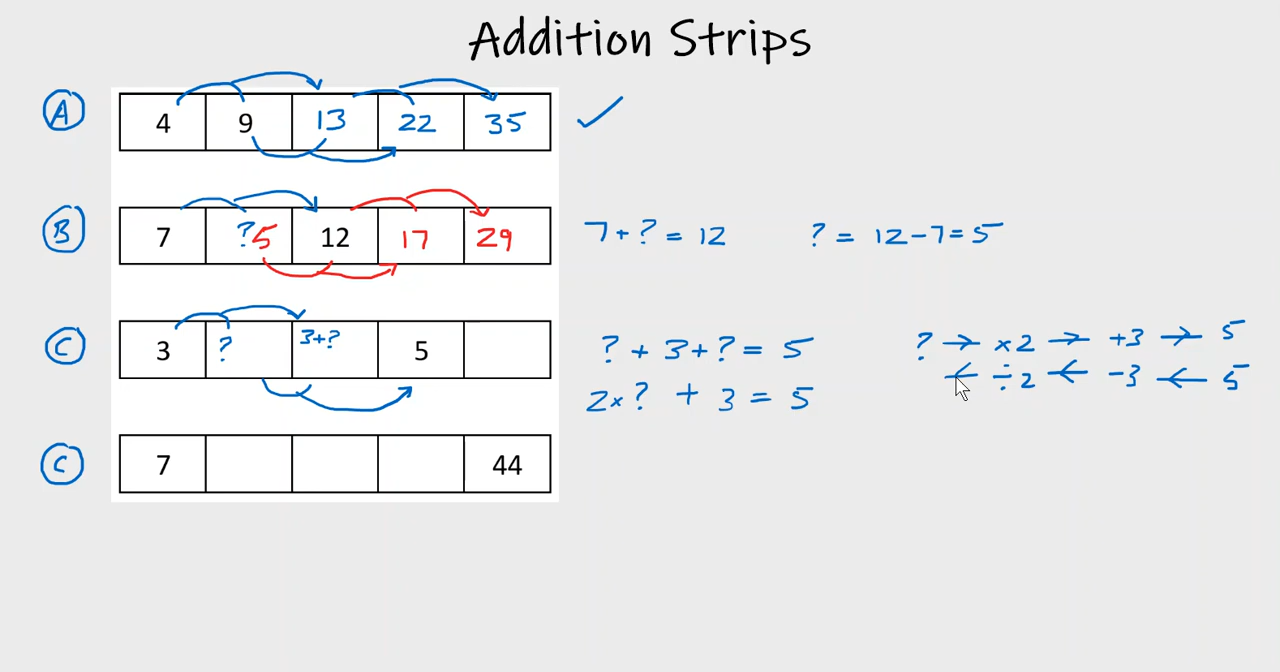 Addition Strips
A 4 9 13 22 35 ✓
B 7 ?5 12 17 29 7 + ? = 12 ? = 12 - 7 = 5
C 3 ? 3+? 5 ? + 3 + ? = 5 ? → ×2 → +3 → 5
2× ? + 3 = 5 ← ÷2 ← -3 ← 5
C 7 44